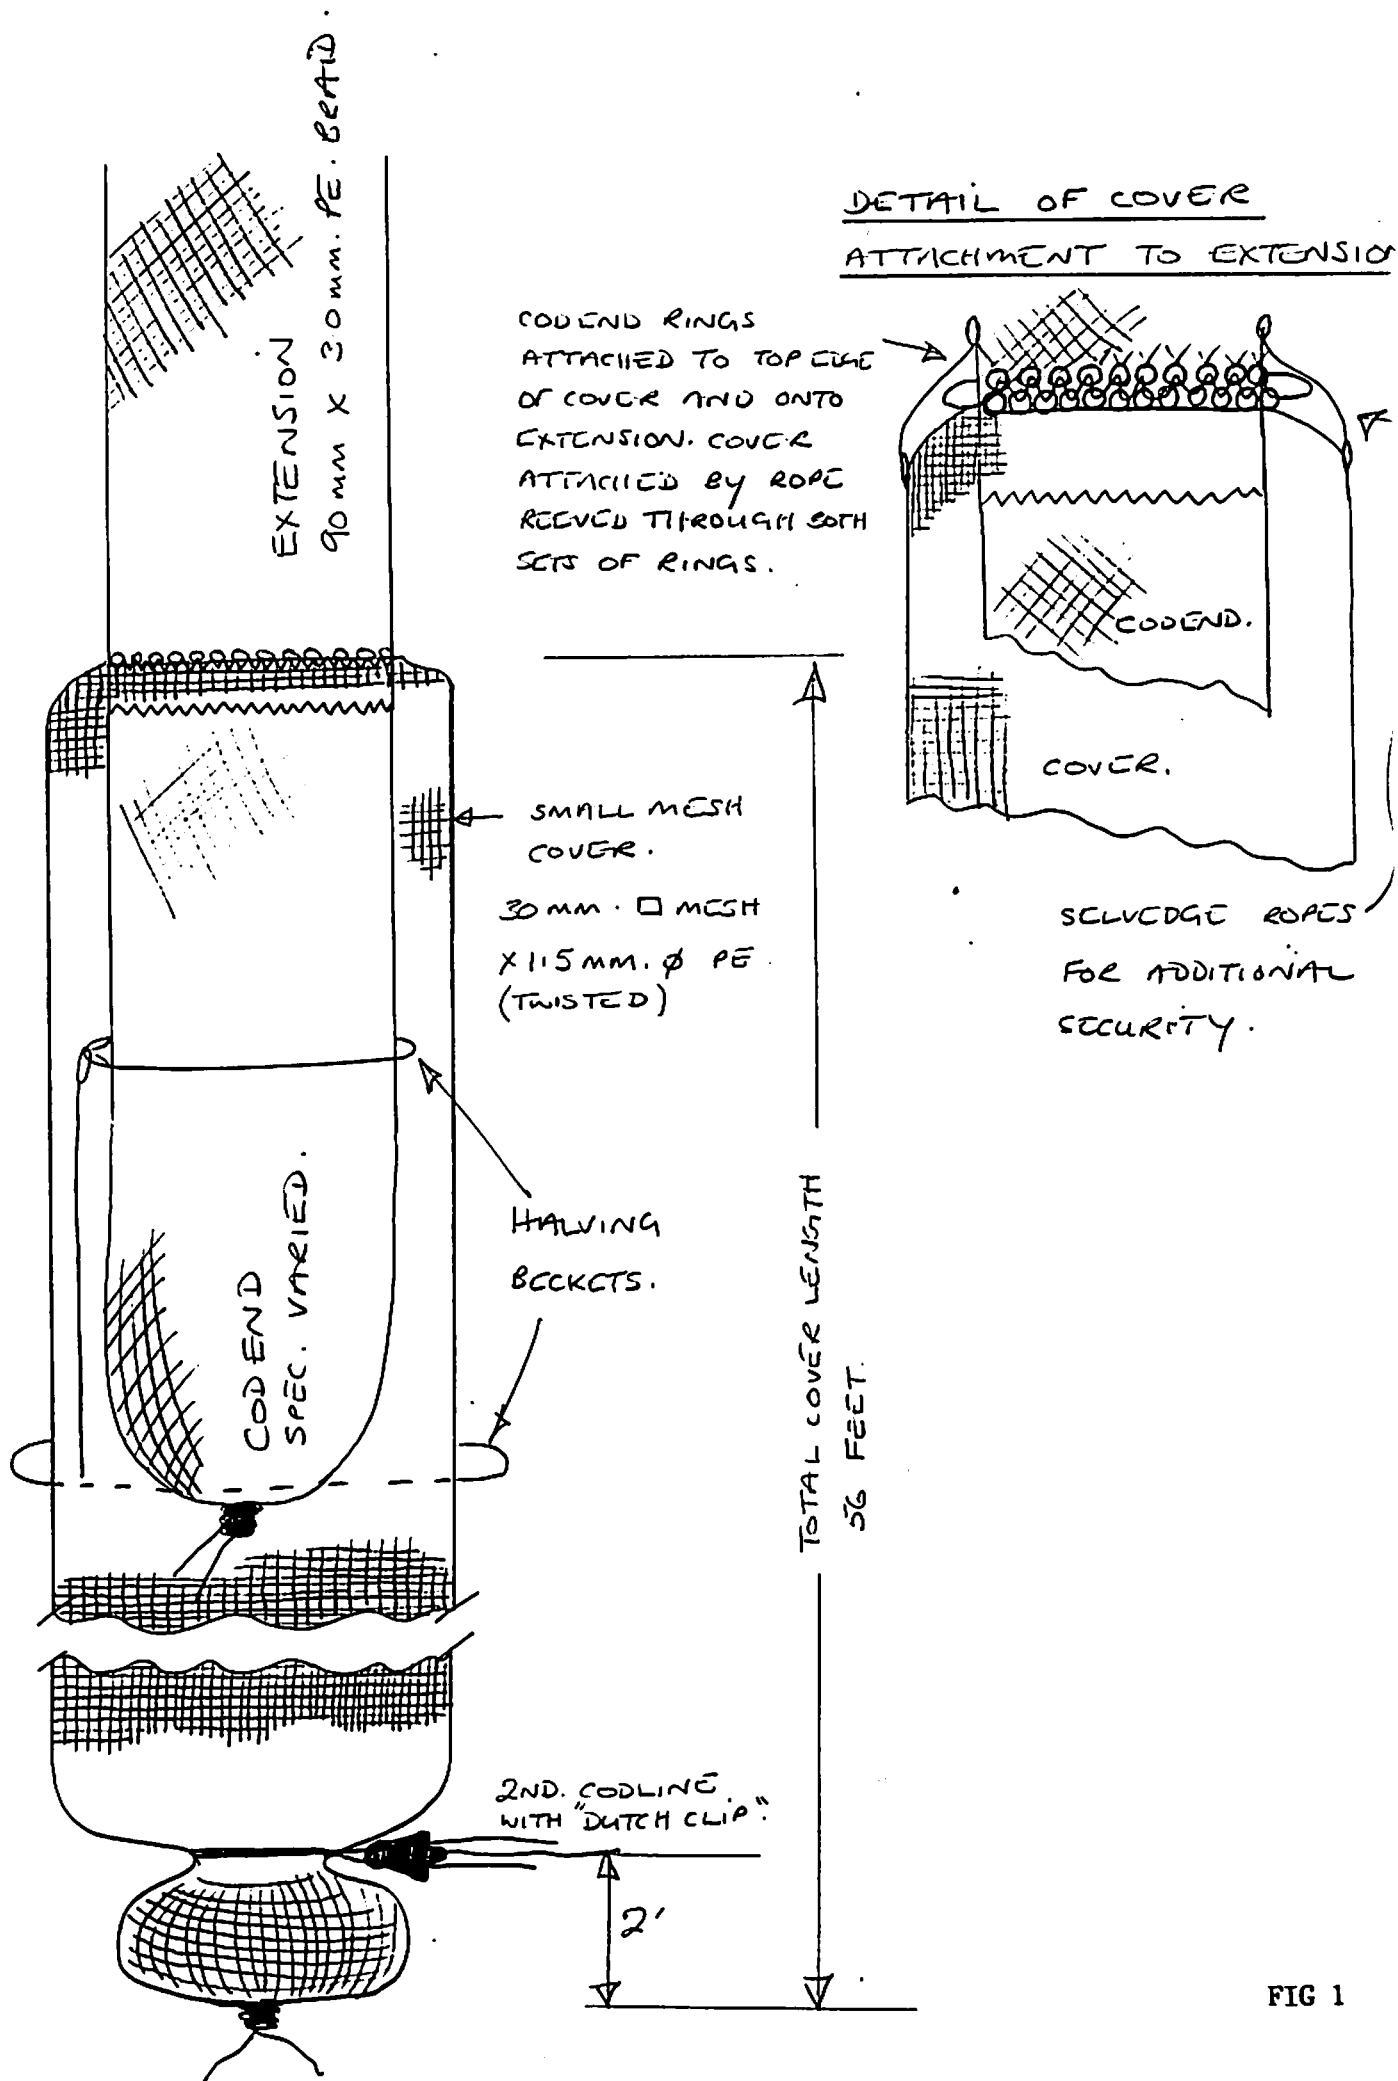 EXTENSION
90mm X 3.0mm. PE. BRAID.
DETAIL OF COVER
ATTACHMENT TO EXTENSIO
CODEND RINGS
ATTACHED TO TOP EDGE
OF COVER AND ONTO
EXTENSION. COVER
ATTACHED BY ROPE
REEVED THROUGH BOTH
SETS OF RINGS.
CODEND.
COVER.
SMALL MESH
COVER.
30mm. □ MESH
X 1.5mm. ϕ PE
(TWISTED)
SELVEDGE ROPES
FOR ADDITIONAL
SECURITY.
HALVING
BECKETS.
CODEND
SPEC. VARIED.
TOTAL COVER LENGTH
56 FEET.
2ND. CODLINE
WITH "DUTCH CLIP".
2'
FIG 1